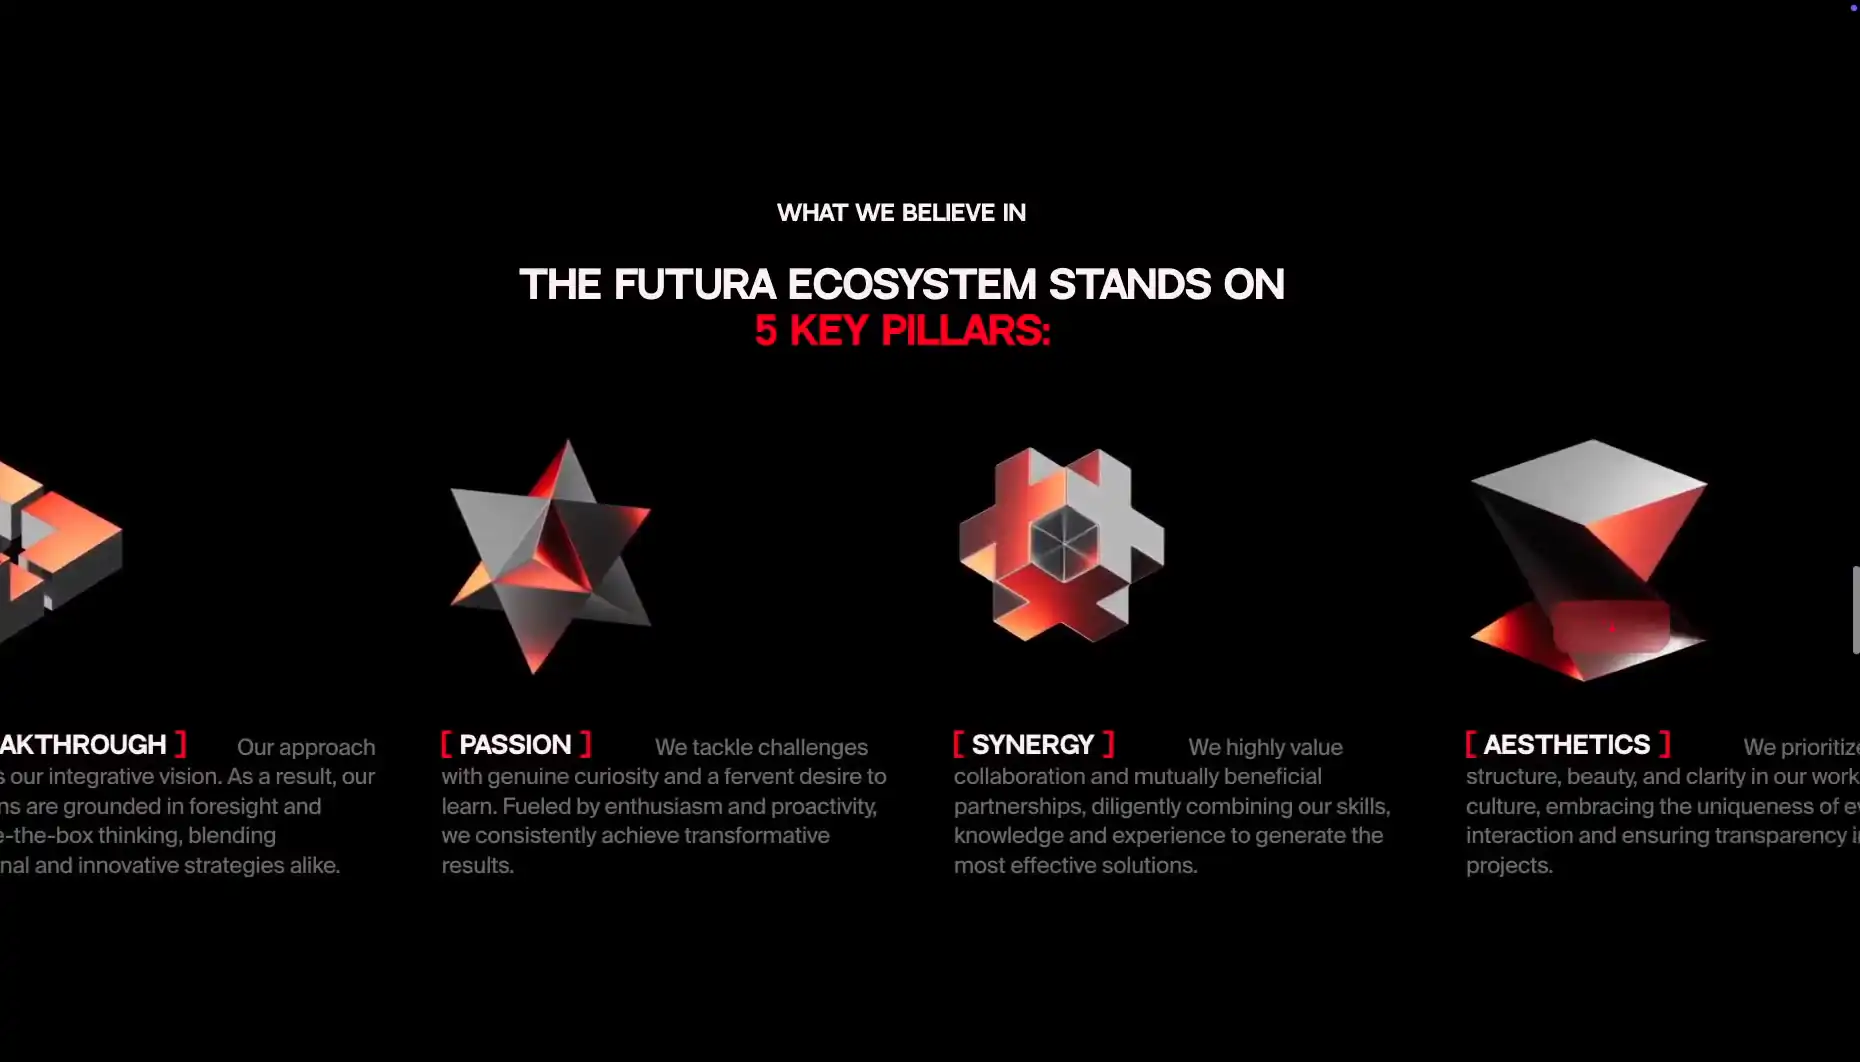 WHAT WE BELIEVE IN
THE FUTURA ECOSYSTEM STANDS ON
5 KEY PILLARS:
AKTHROUGH ] Our approach
s our integrative vision. As a result, our
ns are grounded in foresight and
e-the-box thinking, blending
nal and innovative strategies alike.
[ PASSION ] We tackle challenges
with genuine curiosity and a fervent desire to
learn. Fueled by enthusiasm and proactivity,
we consistently achieve transformative
results.
[ SYNERGY ] We highly value
collaboration and mutually beneficial
partnerships, diligently combining our skills,
knowledge and experience to generate the
most effective solutions.
[ AESTHETICS ] We prioritize
structure, beauty, and clarity in our work
culture, embracing the uniqueness of ev
interaction and ensuring transparency i
projects.